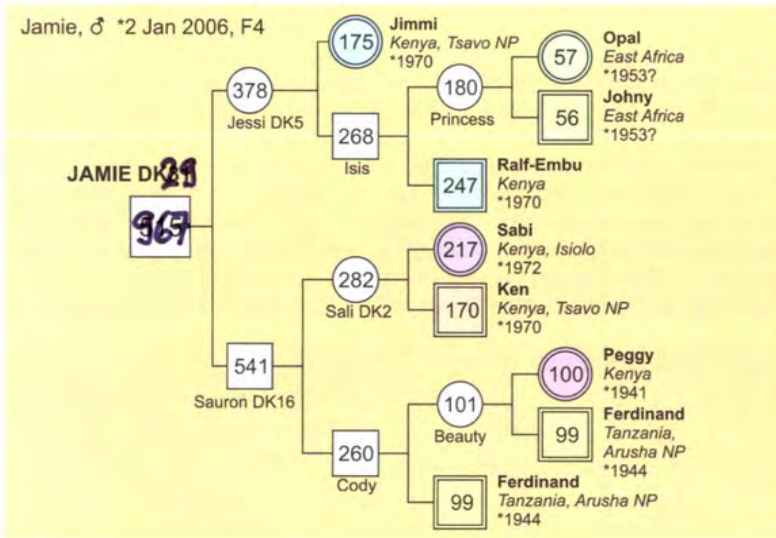 Jamie, ♂ *2 Jan 2006, F4
175
Jimmi
Kenya, Tsavo NP
*1970
378
Jessi DK5
268
Isis
180
Princess
57
Opal
East Africa
*1953?
56
Johny
East Africa
*1953?
247
Ralf-Embu
Kenya
*1970
JAMIE DK29
967
541
Sauron DK16
282
Sali DK2
217
Sabi
Kenya, Isiolo
*1972
170
Ken
Kenya, Tsavo NP
*1970
260
Cody
101
Beauty
100
Peggy
Kenya
*1941
99
Ferdinand
Tanzania,
Arusha NP
*1944
99
Ferdinand
Tanzania, Arusha NP
*1944